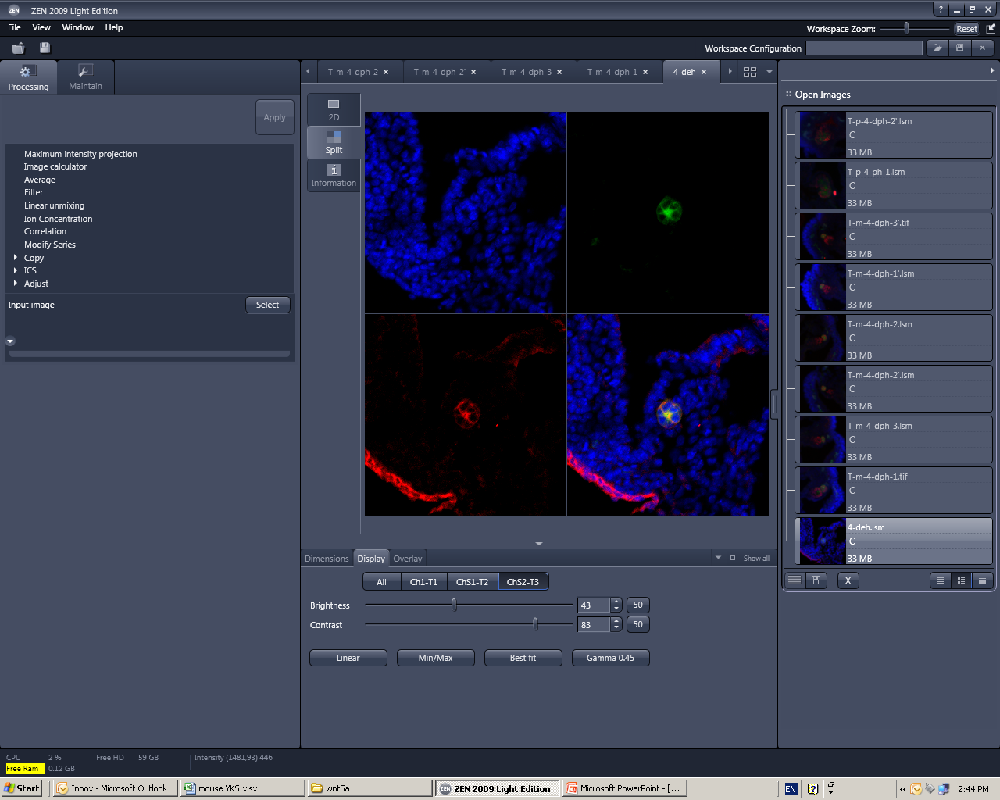 ZEN ZEN 2009 Light Edition
File View Window Help
Workspace Zoom: Reset
Workspace Configuration
Processing Maintain
T-m-4-dph-2 T-m-4-dph-2' T-m-4-dph-3 T-m-4-dph-1 4-deh
Apply
Maximum intensity projection
Image calculator
Average
Filter
Linear unmixing
Ion Concentration
Correlation
Modify Series
Copy
ICS
Adjust
Input image Select
2D
Split
Information
Open Images
T-p-4-dph-2'.lsm
C
33 MB
T-p-4-ph-1.lsm
C
33 MB
T-m-4-dph-3'.tif
C
33 MB
T-m-4-dph-1'.lsm
C
33 MB
T-m-4-dph-2.lsm
C
33 MB
T-m-4-dph-2'.lsm
C
33 MB
T-m-4-dph-3.lsm
C
33 MB
T-m-4-dph-1.tif
C
33 MB
4-deh.lsm
C
33 MB
X
Dimensions Display Overlay Show all
All Ch1-T1 ChS1-T2 ChS2-T3
Brightness 43 50
Contrast 83 50
Linear Min/Max Best fit Gamma 0.45
CPU 2 % Free HD 59 GB Intensity (1481,93) 446
Free Ram 0.12 GB
Start Inbox - Microsoft Outlook mouse YKS.xlsx wnt5a ZEN ZEN 2009 Light Edition Microsoft PowerPoint - [... EN 2:44 PM